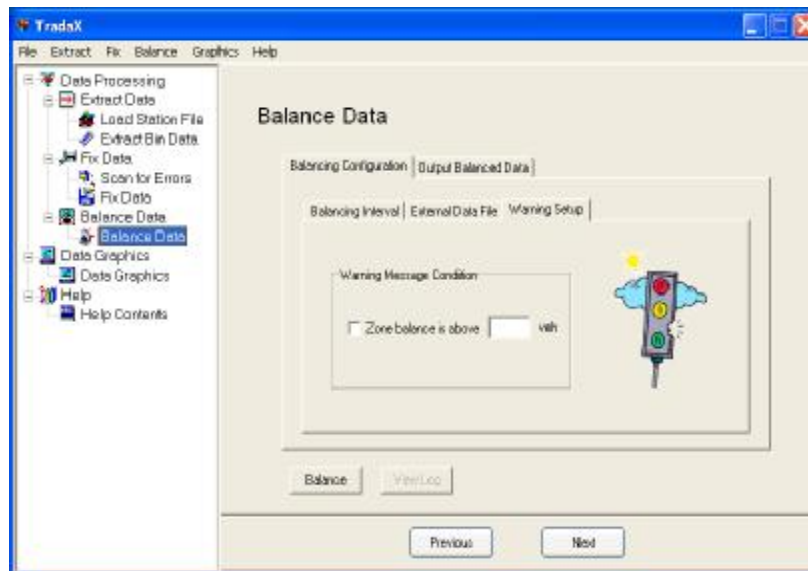 TradaX
File Extract Fix Balance Graphics Help
Data Processing
Extract Data
Load Station File
Extract Bin Data
Fix Data
Scan for Errors
Fix Data
Balance Data
Balance Data
Data Graphics
Data Graphics
Help
Help Contents
Balance Data
Balancing Configuration Output Balanced Data
Balancing Interval External Data File Warning Setup
Warning Message Condition
Zone balance is above veh
Balance View Log
Previous Next